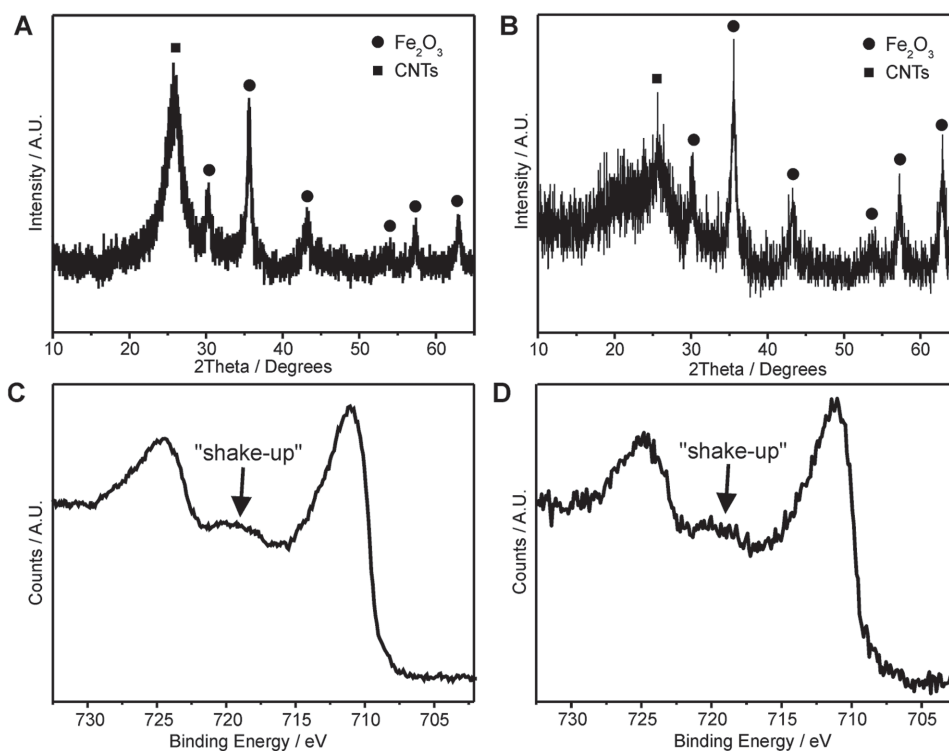 A
● Fe₂O₃
■ CNTs
Intensity / A.U.
10 20 30 40 50 60
2Theta / Degrees
B
● Fe₂O₃
■ CNTs
Intensity / A.U.
10 20 30 40 50 60
2Theta / Degrees
C
"shake-up"
Counts / A.U.
730 725 720 715 710 705
Binding Energy / eV
D
"shake-up"
Counts / A.U.
730 725 720 715 710 705
Binding Energy / eV